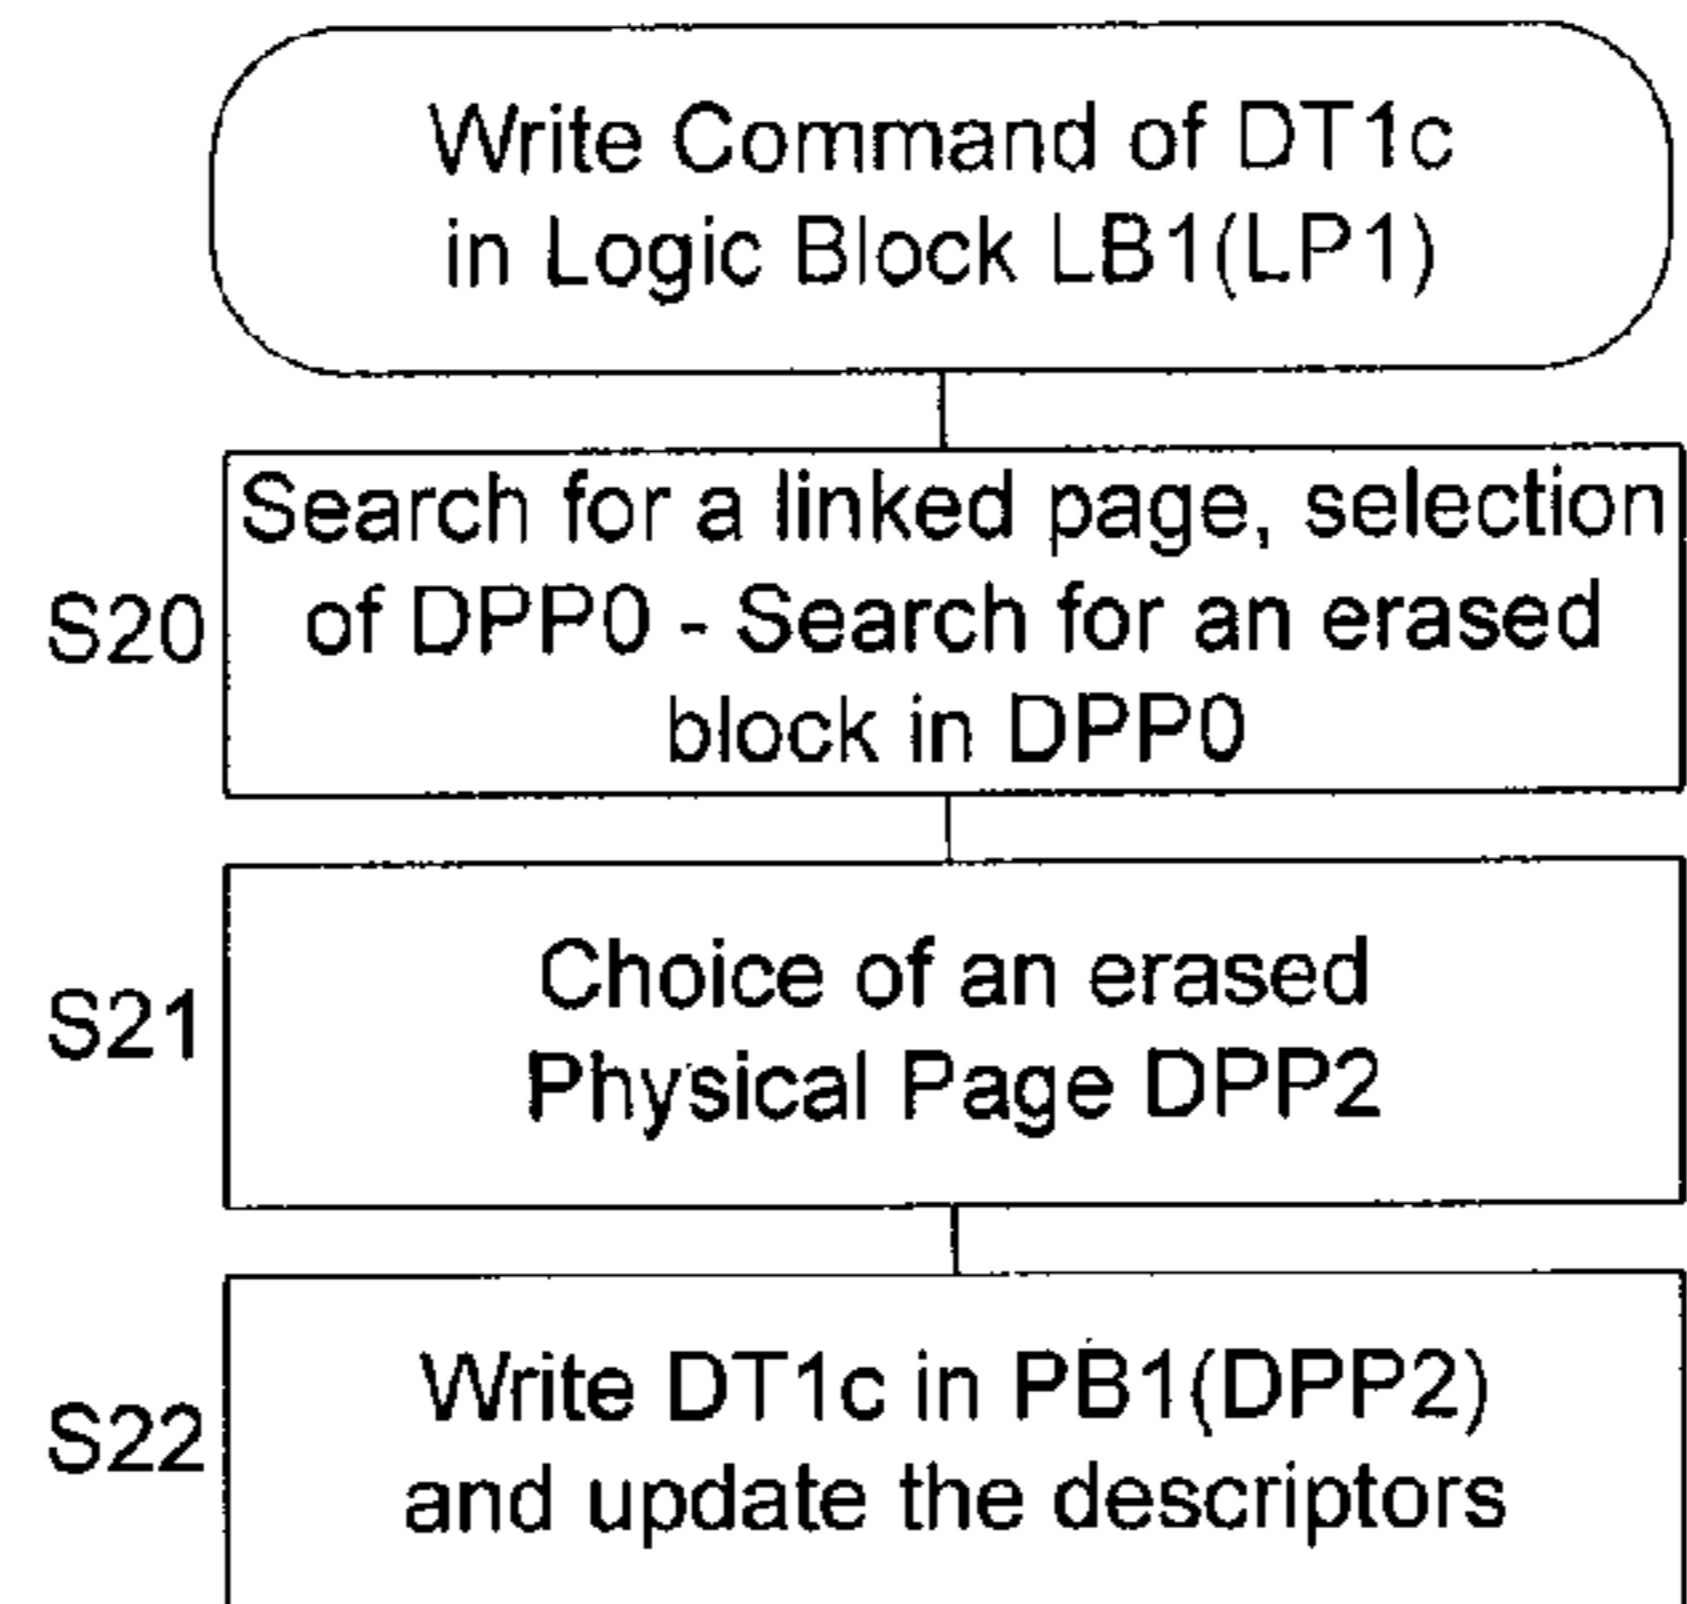 Write Command of DT1c
in Logic Block LB1(LP1)
Search for a linked page, selection
S20
of DPP0 - Search for an erased
block in DPP0
S21
Choice of an erased
Physical Page DPP2
S22
Write DT1c in PB1(DPP2)
and update the descriptors